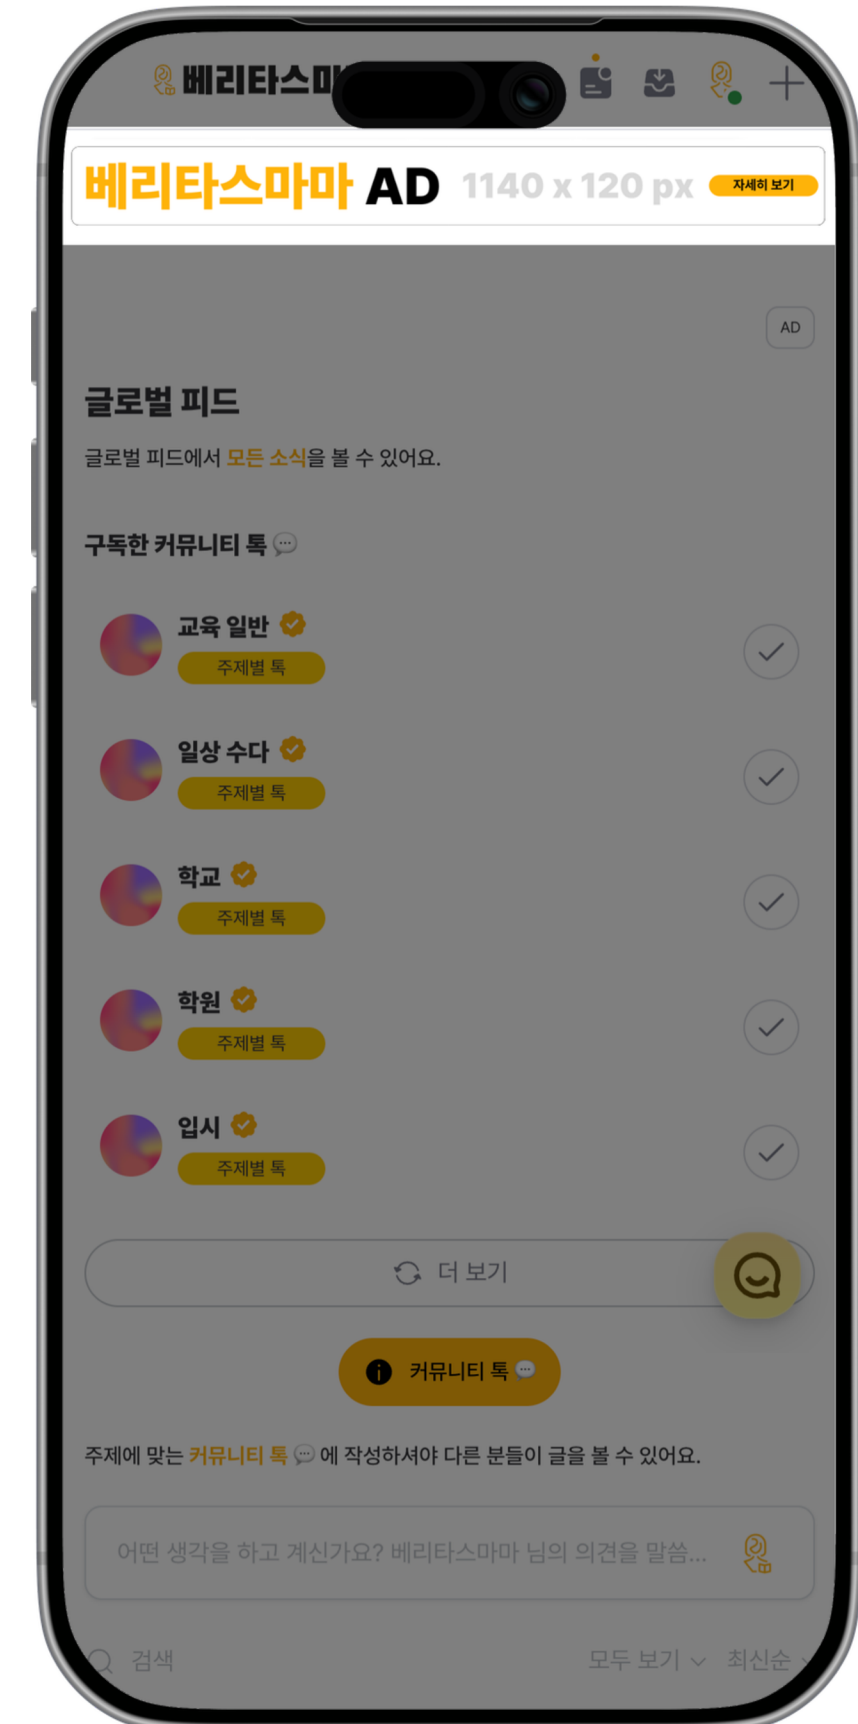 베리타스마
베리타스마마 AD 1140 x 120 px 자세히 보기
AD
글로벌 피드
글로벌 피드에서 모든 소식을 볼 수 있어요.
구독한 커뮤니티 톡
교육 일반
주제별 톡
일상 수다
주제별 톡
학교
주제별 톡
학원
주제별 톡
입시
주제별 톡
더 보기
커뮤니티 톡
주제에 맞는 커뮤니티 톡 에 작성하셔야 다른 분들이 글을 볼 수 있어요.
어떤 생각을 하고 계신가요? 베리타스마마 님의 의견을 말씀...
검색 모두 보기 최신순